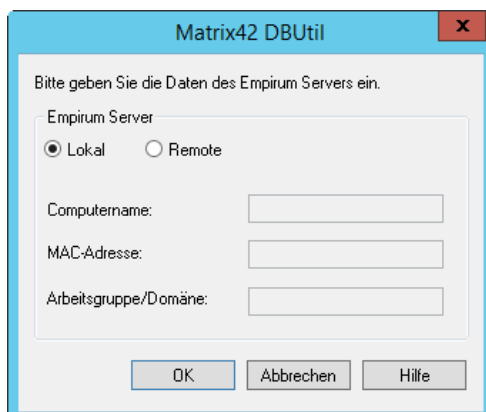 Matrix42 DBUtil
x
Bitte geben Sie die Daten des Empirum Servers ein.
Empirum Server
Lokal Remote
Computername:
MAC-Adresse:
Arbeitsgruppe/Domäne:
OK Abbrechen Hilfe